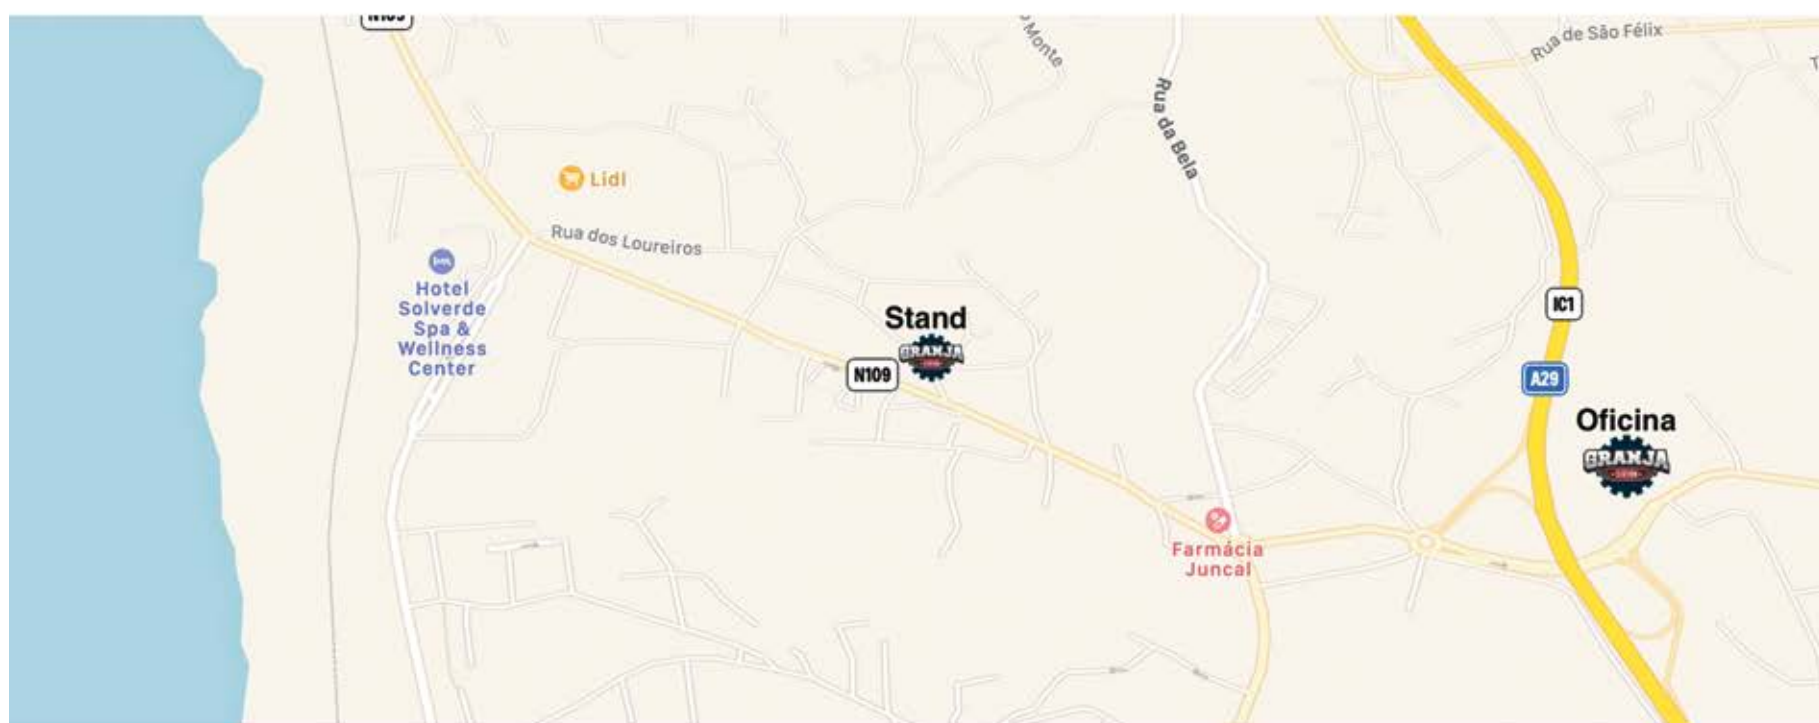 N109
o Monte
Rua da Bela
Rua de São Félix
T
Lidl
Rua dos Loureiros
Hotel
Solverde
Spa &
Wellness
Center
Stand
GRANJA
N109
IC1
A29
Oficina
GRANJA
Farmácia
Juncal